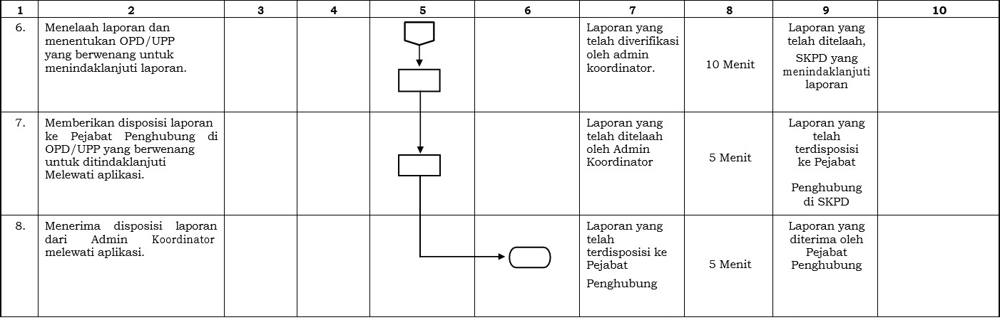 1 2 3 4 5 6 7 8 9 10
6.
Menelaah laporan dan
menentukan OPD/UPP
yang berwenang untuk
menindaklanjuti laporan.
Laporan yang
telah diverifikasi
oleh admin
koordinator.
10 Menit
Laporan yang
telah ditelaah,
SKPD yang
menindaklanjuti
laporan
7.
Memberikan disposisi laporan
ke Pejabat Penghubung di
OPD/UPP yang berwenang
untuk ditindaklanjuti
Melewati aplikasi.
Laporan yang
telah ditelaah
oleh Admin
Koordinator
5 Menit
Laporan yang
telah
terdisposisi
ke Pejabat
Penghubung
di SKPD
8.
Menerima disposisi laporan
dari Admin Koordinator
melewati aplikasi.
Laporan yang
telah
terdisposisi ke
Pejabat
Penghubung
5 Menit
Laporan yang
diterima oleh
Pejabat
Penghubung